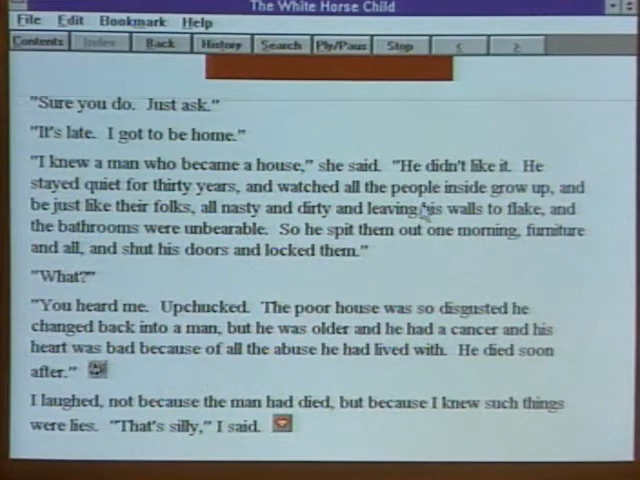 The White Horse Child
File Edit Bookmark Help
Contents Index Back History Search Ply/Paus Stop < >
"Sure you do. Just ask."
"It's late. I got to be home."
"I knew a man who became a house," she said. "He didn't like it. He
stayed quiet for thirty years, and watched all the people inside grow up, and
be just like their folks, all nasty and dirty and leaving his walls to flake, and
the bathrooms were unbearable. So he spit them out one morning, furniture
and all, and shut his doors and locked them."
"What?"
"You heard me. Upchucked. The poor house was so disgusted he
changed back into a man, but he was older and he had a cancer and his
heart was bad because of all the abuse he had lived with. He died soon
after."
I laughed, not because the man had died, but because I knew such things
were lies. "That's silly," I said.